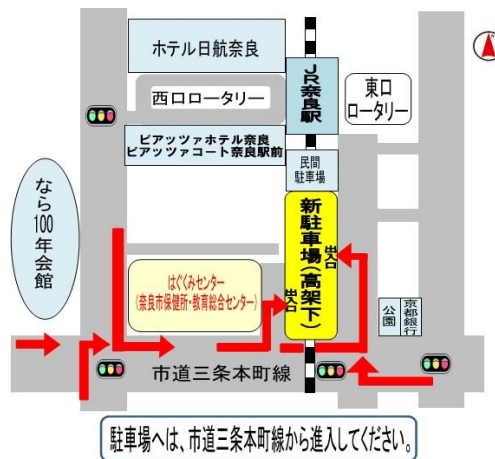 ホテル日航奈良
JR奈良駅
西口ロータリー
東口
ロータリー
ピアッツァホテル奈良
ピアッツァコート奈良駅前
民間
駐車場
なら100年会館
新駐車場(高架下)
出入口
はぐくみセンター
(奈良市保健所・教育総合センター)
出入口
公園
京都銀行
市道三条本町線
駐車場へは、市道三条本町線から進入してください。